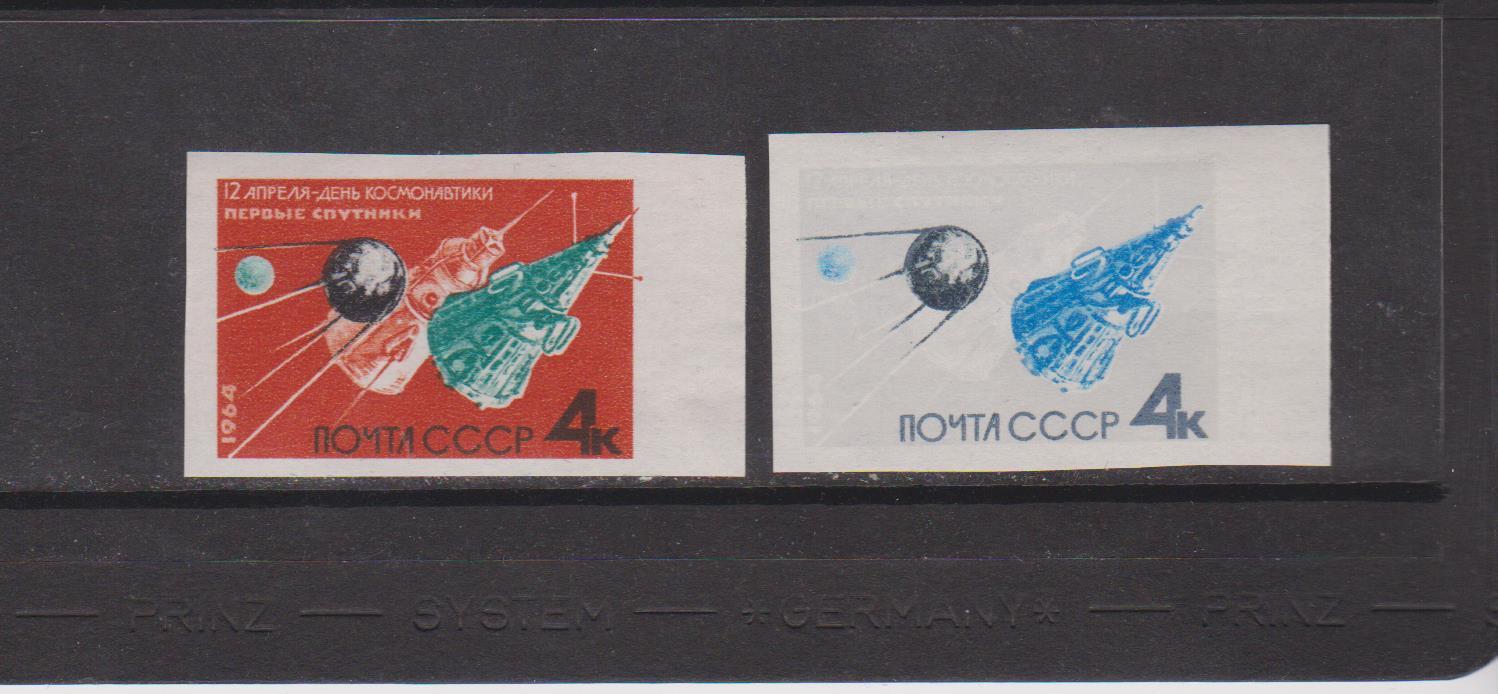 12 АПРЕЛЯ-ДЕНЬ КОСМОНАВТИКИ
ПЕРВЫЕ СПУТНИКИ
1964
ПОЧТА СССР 4к
ПОЧТА СССР 4к
— PRINZ — SYSTEM — *GERMANY* — PRINZ — S